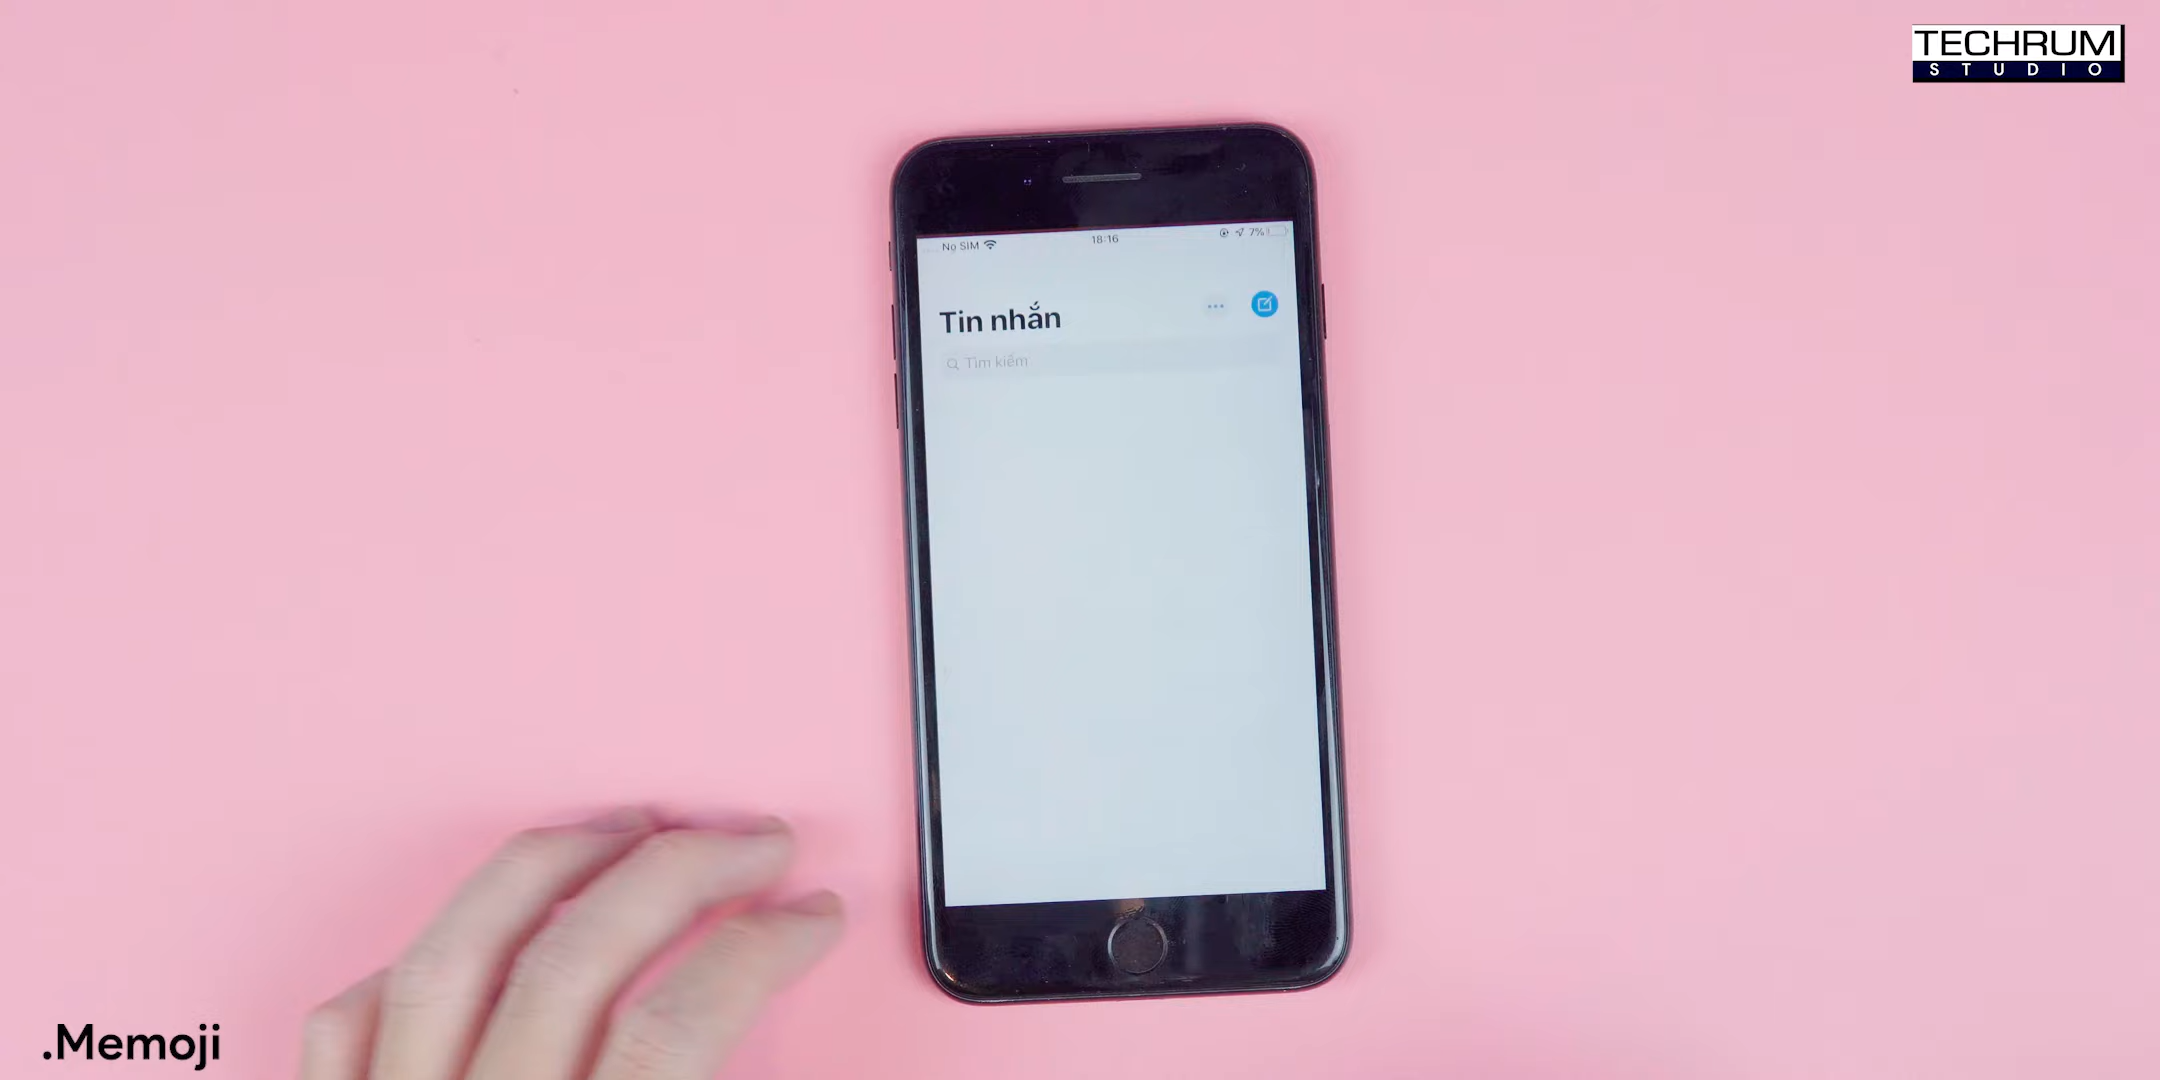 TECHRUM
STUDIO
No SIM 18:16 7%
Tin nhắn
Tìm kiếm
.Memoji